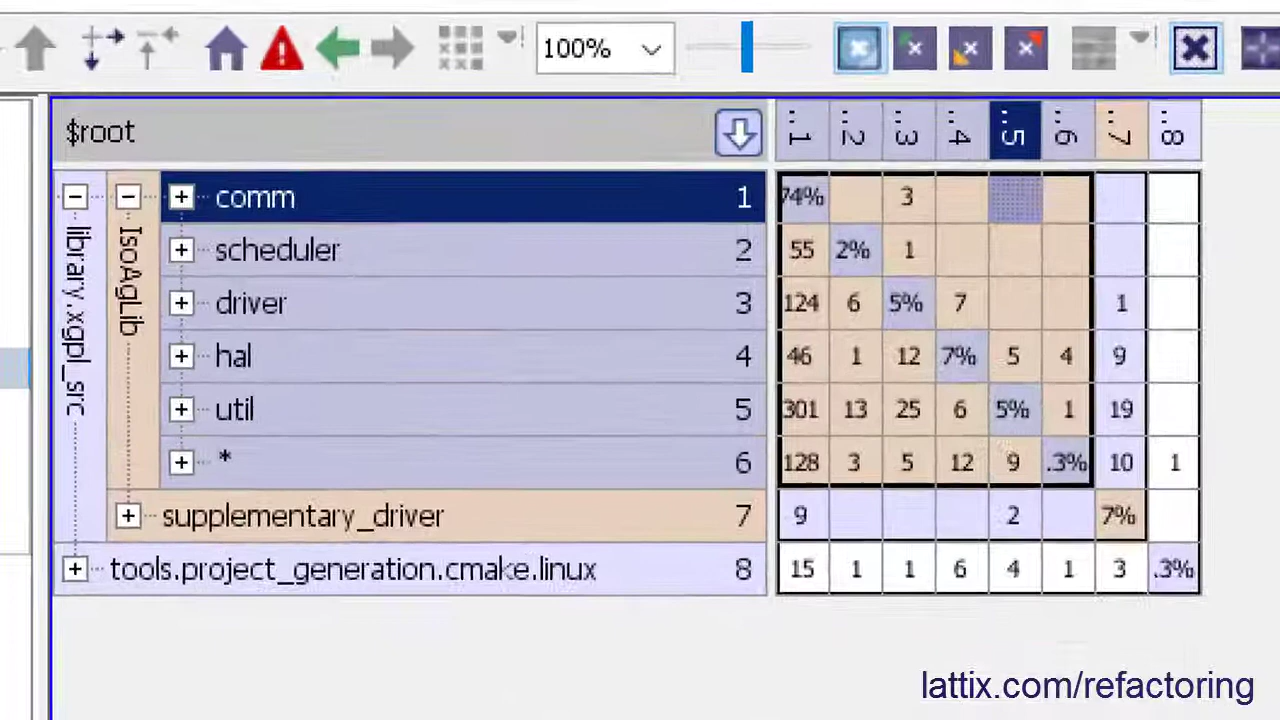 100%
$root
..1 ..2 ..3 ..4 ..5 ..6 ..7 ..8
library.xgpl_src
IsoAgLib
comm 1 74% 3
scheduler 2 55 2% 1
driver 3 124 6 5% 7 1
hal 4 46 1 12 7% 5 4 9
util 5 301 13 25 6 5% 1 19
* 6 128 3 5 12 9 .3% 10 1
supplementary_driver 7 9 2 7%
tools.project_generation.cmake.linux 8 15 1 1 6 4 1 3 .3%
lattix.com/refactoring